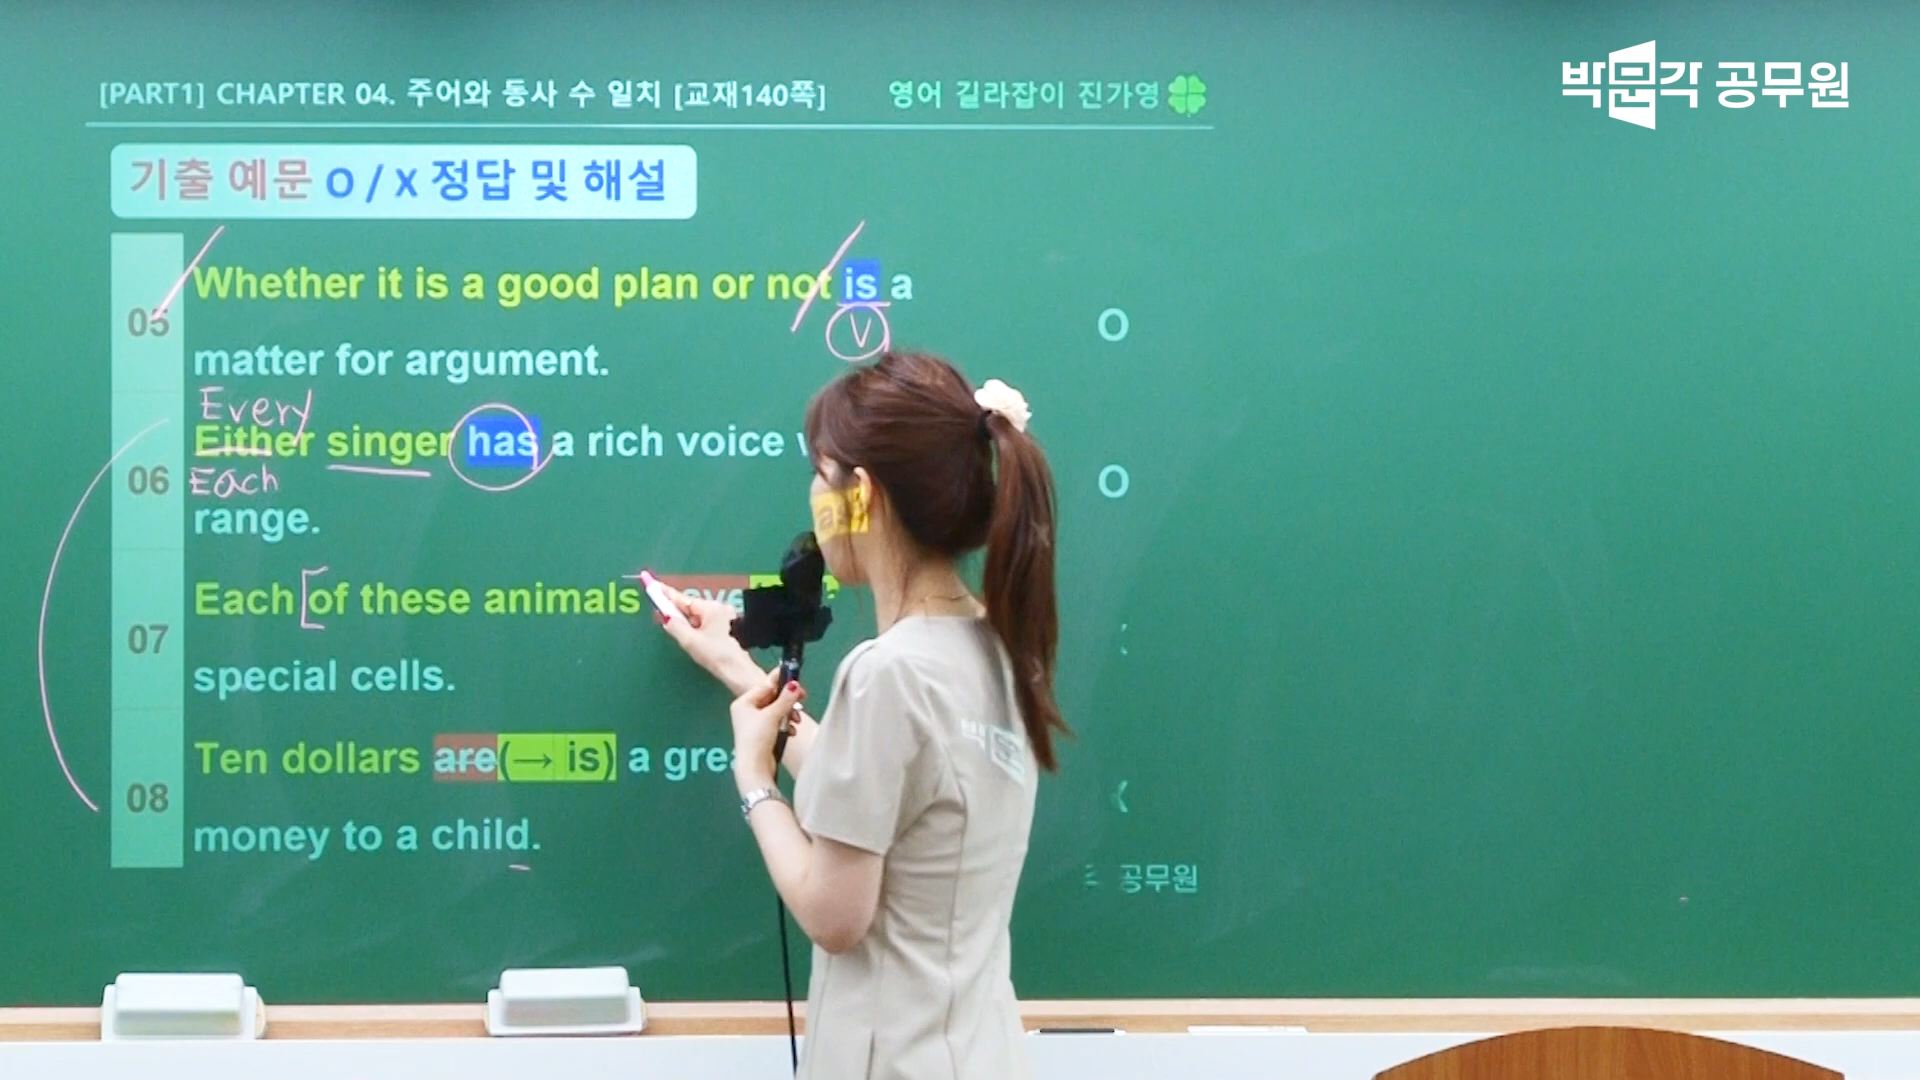 [PART1] CHAPTER 04. 주어와 동사 수 일치 [교재140쪽]
영어 길라잡이 진가영
박문각 공무원
기출 예문 O / X 정답 및 해설
05
Whether it is a good plan or not is a
V
matter for argument.
O
Every
06
Either singer has a rich voice
Each
range.
O
07
Each [of these animals
special cells.
08
Ten dollars are(→ is) a
money to a child.
공무원